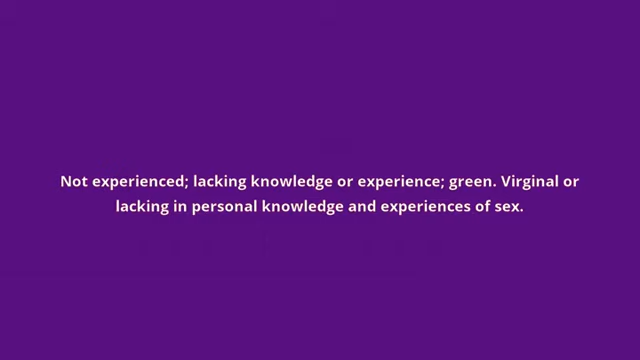 Not experienced; lacking knowledge or experience; green. Virginal or
lacking in personal knowledge and experiences of sex.